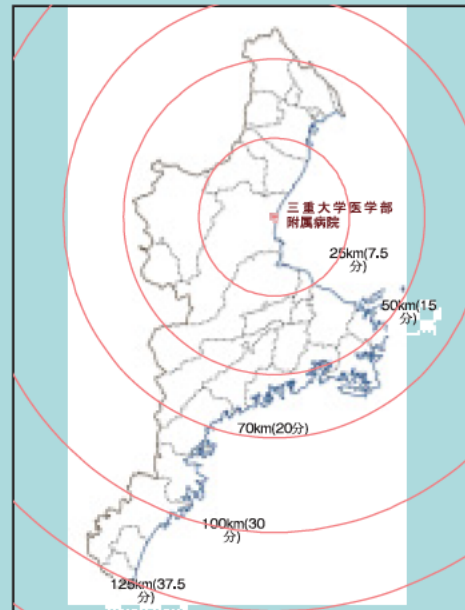 三重大学医学部
附属病院
25km(7.5
分)
50km(15
分)
70km(20分)
100km(30
分)
125km(37.5
分)